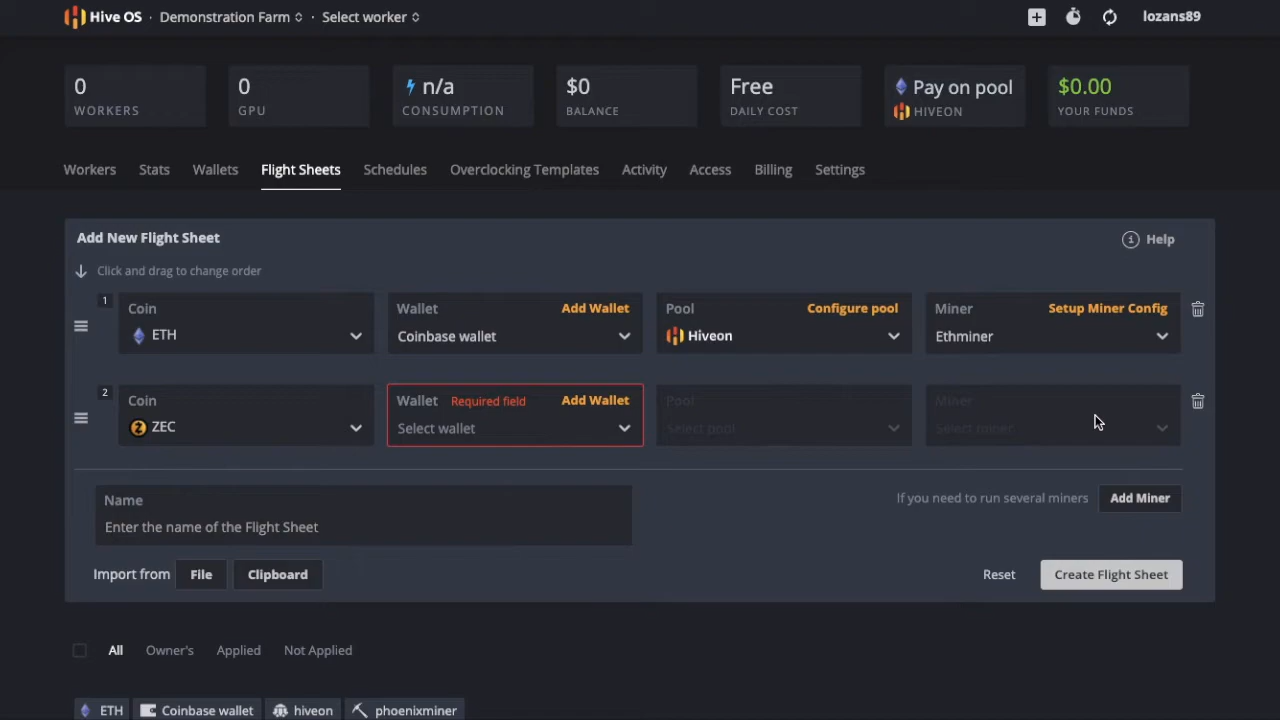 Hive OS · Demonstration Farm · Select worker lozans89
0 0 n/a $0 Free Pay on pool $0.00
WORKERS GPU CONSUMPTION BALANCE DAILY COST HIVEON YOUR FUNDS
Workers Stats Wallets Flight Sheets Schedules Overclocking Templates Activity Access Billing Settings
Add New Flight Sheet Help
Click and drag to change order
1 Coin Wallet Add Wallet Pool Configure pool Miner Setup Miner Config
ETH Coinbase wallet Hiveon Ethminer
2 Coin Wallet Required field Add Wallet Pool Miner
ZEC Select wallet Select pool Select miner
Name If you need to run several miners Add Miner
Enter the name of the Flight Sheet
Import from File Clipboard Reset Create Flight Sheet
All Owner's Applied Not Applied
ETH Coinbase wallet hiveon phoenixminer